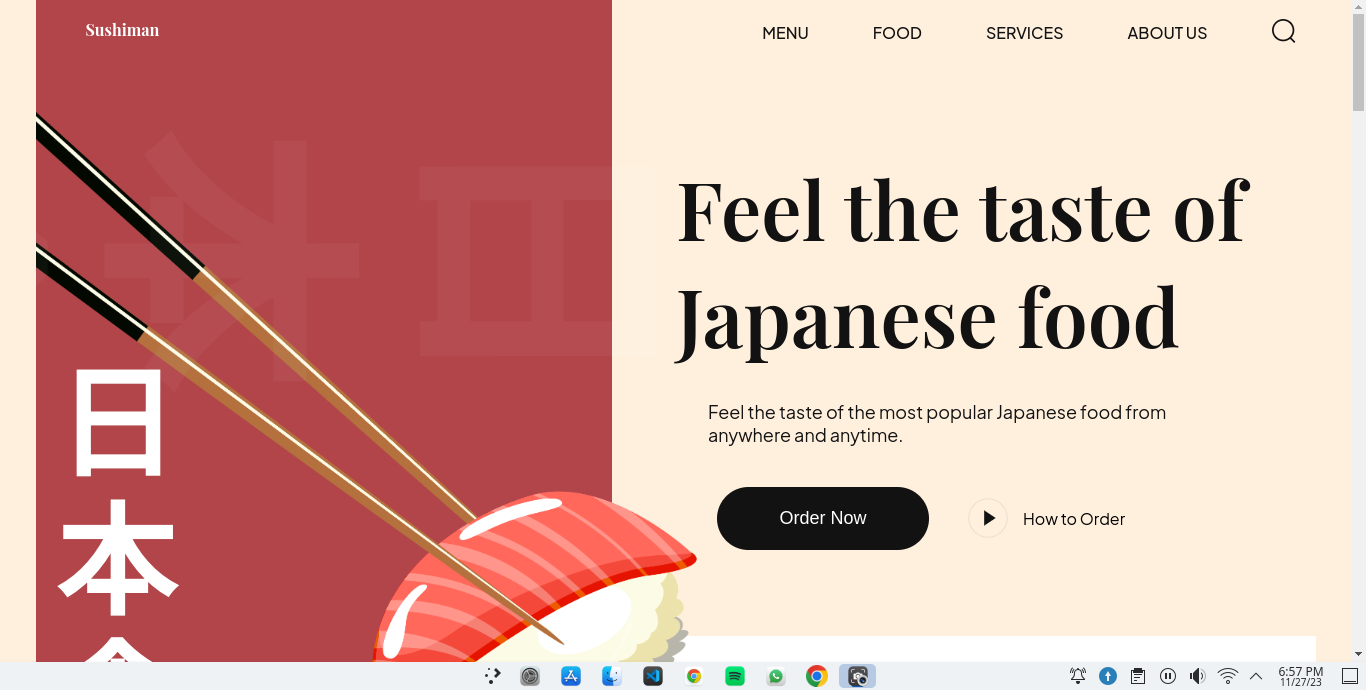 Sushiman
MENU
FOOD
SERVICES
ABOUT US
Feel the taste of
Japanese food
Feel the taste of the most popular Japanese food from
anywhere and anytime.
Order Now
How to Order
日
本
6:57 PM
11/27/23